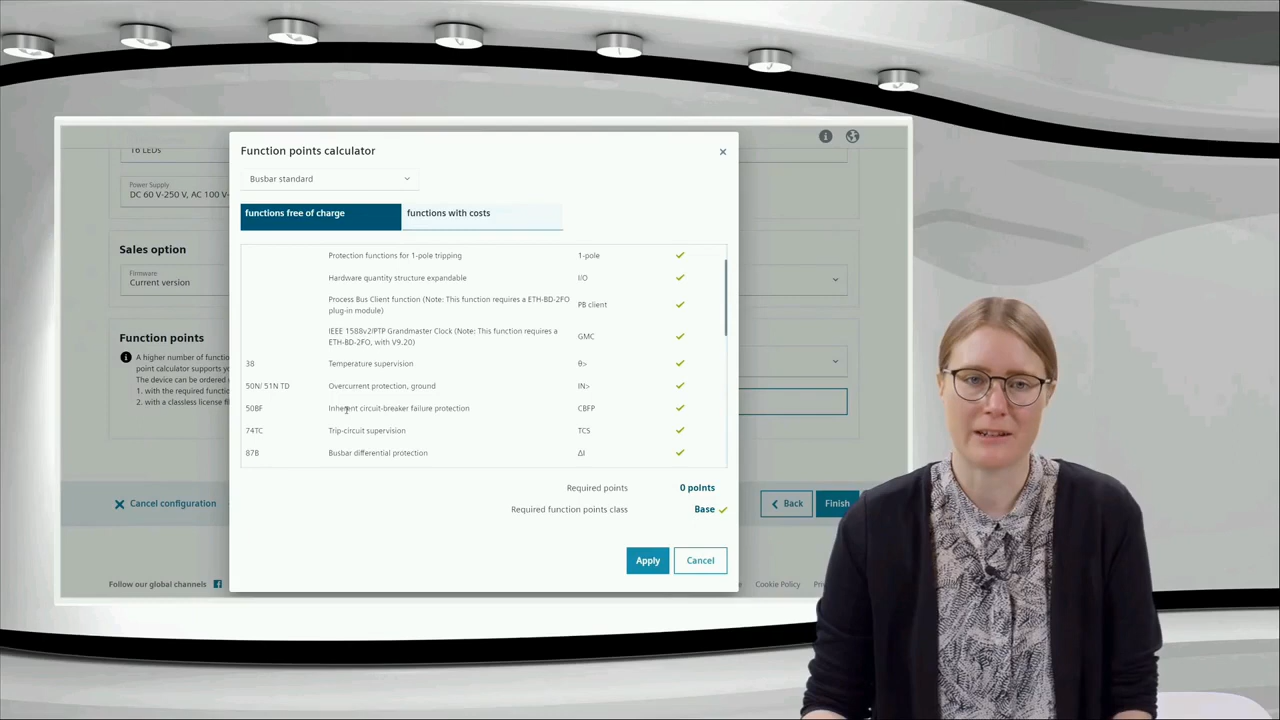 16 LEDs
Power Supply
DC 60 V-250 V, AC 100 V-
Sales option
Firmware
Current version
Function points
A higher number of functio
point calculator supports y
The device can be ordered
1. with the required functi
2. with a classless license fi
Cancel configuration
Back
Finish
Follow our global channels
Cookie Policy
Function points calculator
Busbar standard
functions free of charge
functions with costs
Protection functions for 1-pole tripping 1-pole
Hardware quantity structure expandable I/O
Process Bus Client function (Note: This function requires a ETH-BD-2FO
plug-in module) PB client
IEEE 1588v2/PTP Grandmaster Clock (Note: This function requires a
ETH-BD-2FO, with V9.20) GMC
38 Temperature supervision θ>
50N/ 51N TD Overcurrent protection, ground IN>
50BF Inherent circuit-breaker failure protection CBFP
74TC Trip-circuit supervision TCS
87B Busbar differential protection ΔI
Required points 0 points
Required function points class Base
Apply
Cancel